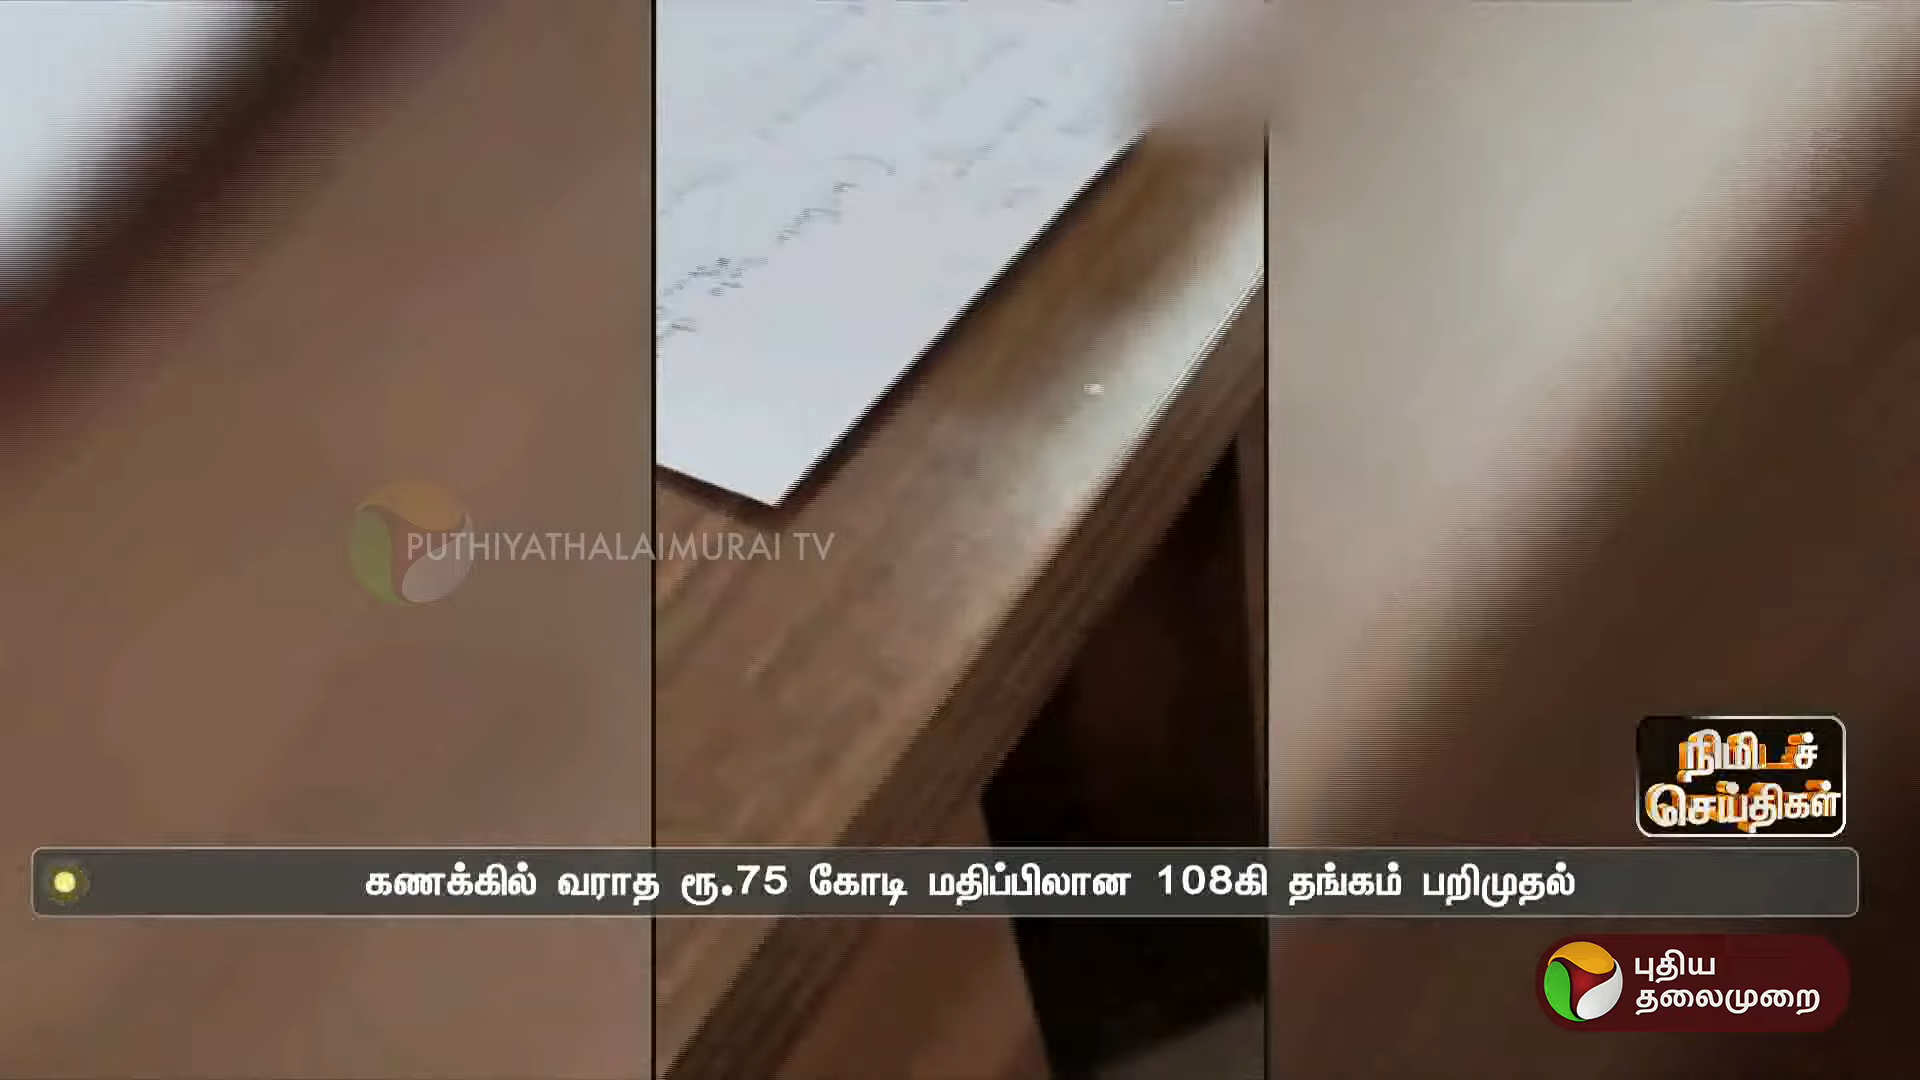 PUTHIYATHALAIMURAI TV
நிமிடச்
செய்திகள்
கணக்கில் வராத ரூ.75 கோடி மதிப்பிலான 108கி தங்கம் பறிமுதல்
புதிய
தலைமுறை